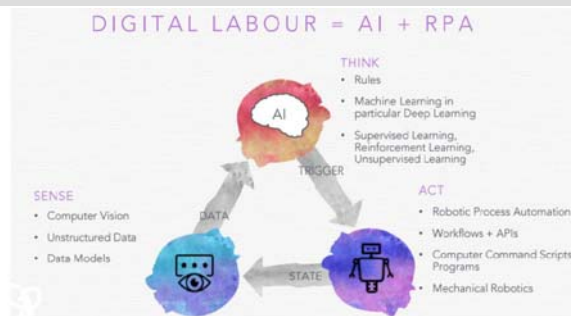 DIGITAL LABOUR = AI + RPA
THINK
• Rules
• Machine Learning in
particular Deep Learning
• Supervised Learning,
Reinforcement Learning,
Unsupervised Learning
AI
TRIGGER
SENSE
• Computer Vision
• Unstructured Data
• Data Models
DATA
ACT
• Robotic Process Automation
• Workflows + APIs
• Computer Command Scripts
Programs
• Mechanical Robotics
STATE